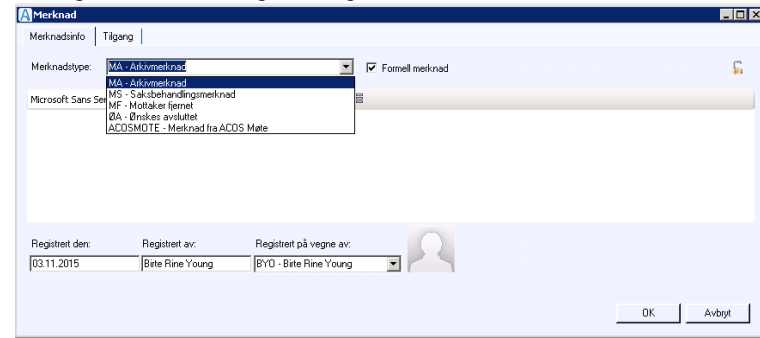 Merknad
Merknadsinfo Tilgang
Merknadstype: MA - Arkivmerknad Formell merknad
MA - Arkivmerknad
MS - Saksbehandlingsmerknad
Microsoft Sans Ser
MF - Mottaker fjernet
ØA - Ønskes avsluttet
ACOSMOTE - Merknad fra ACOS Møte
Registrert den: Registrert av: Registrert på vegne av:
03.11.2015 Birte Rine Young BYO - Birte Rine Young
OK Avbryt